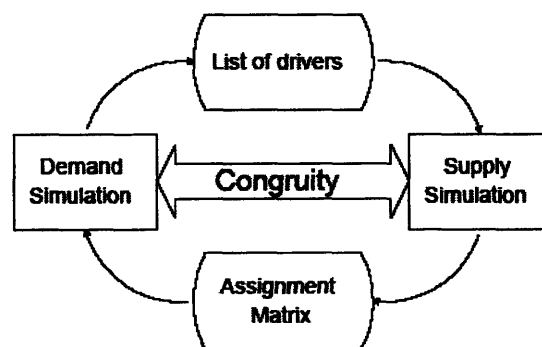 List of drivers
Demand
Simulation
Congruity
Supply
Simulation
Assignment
Matrix